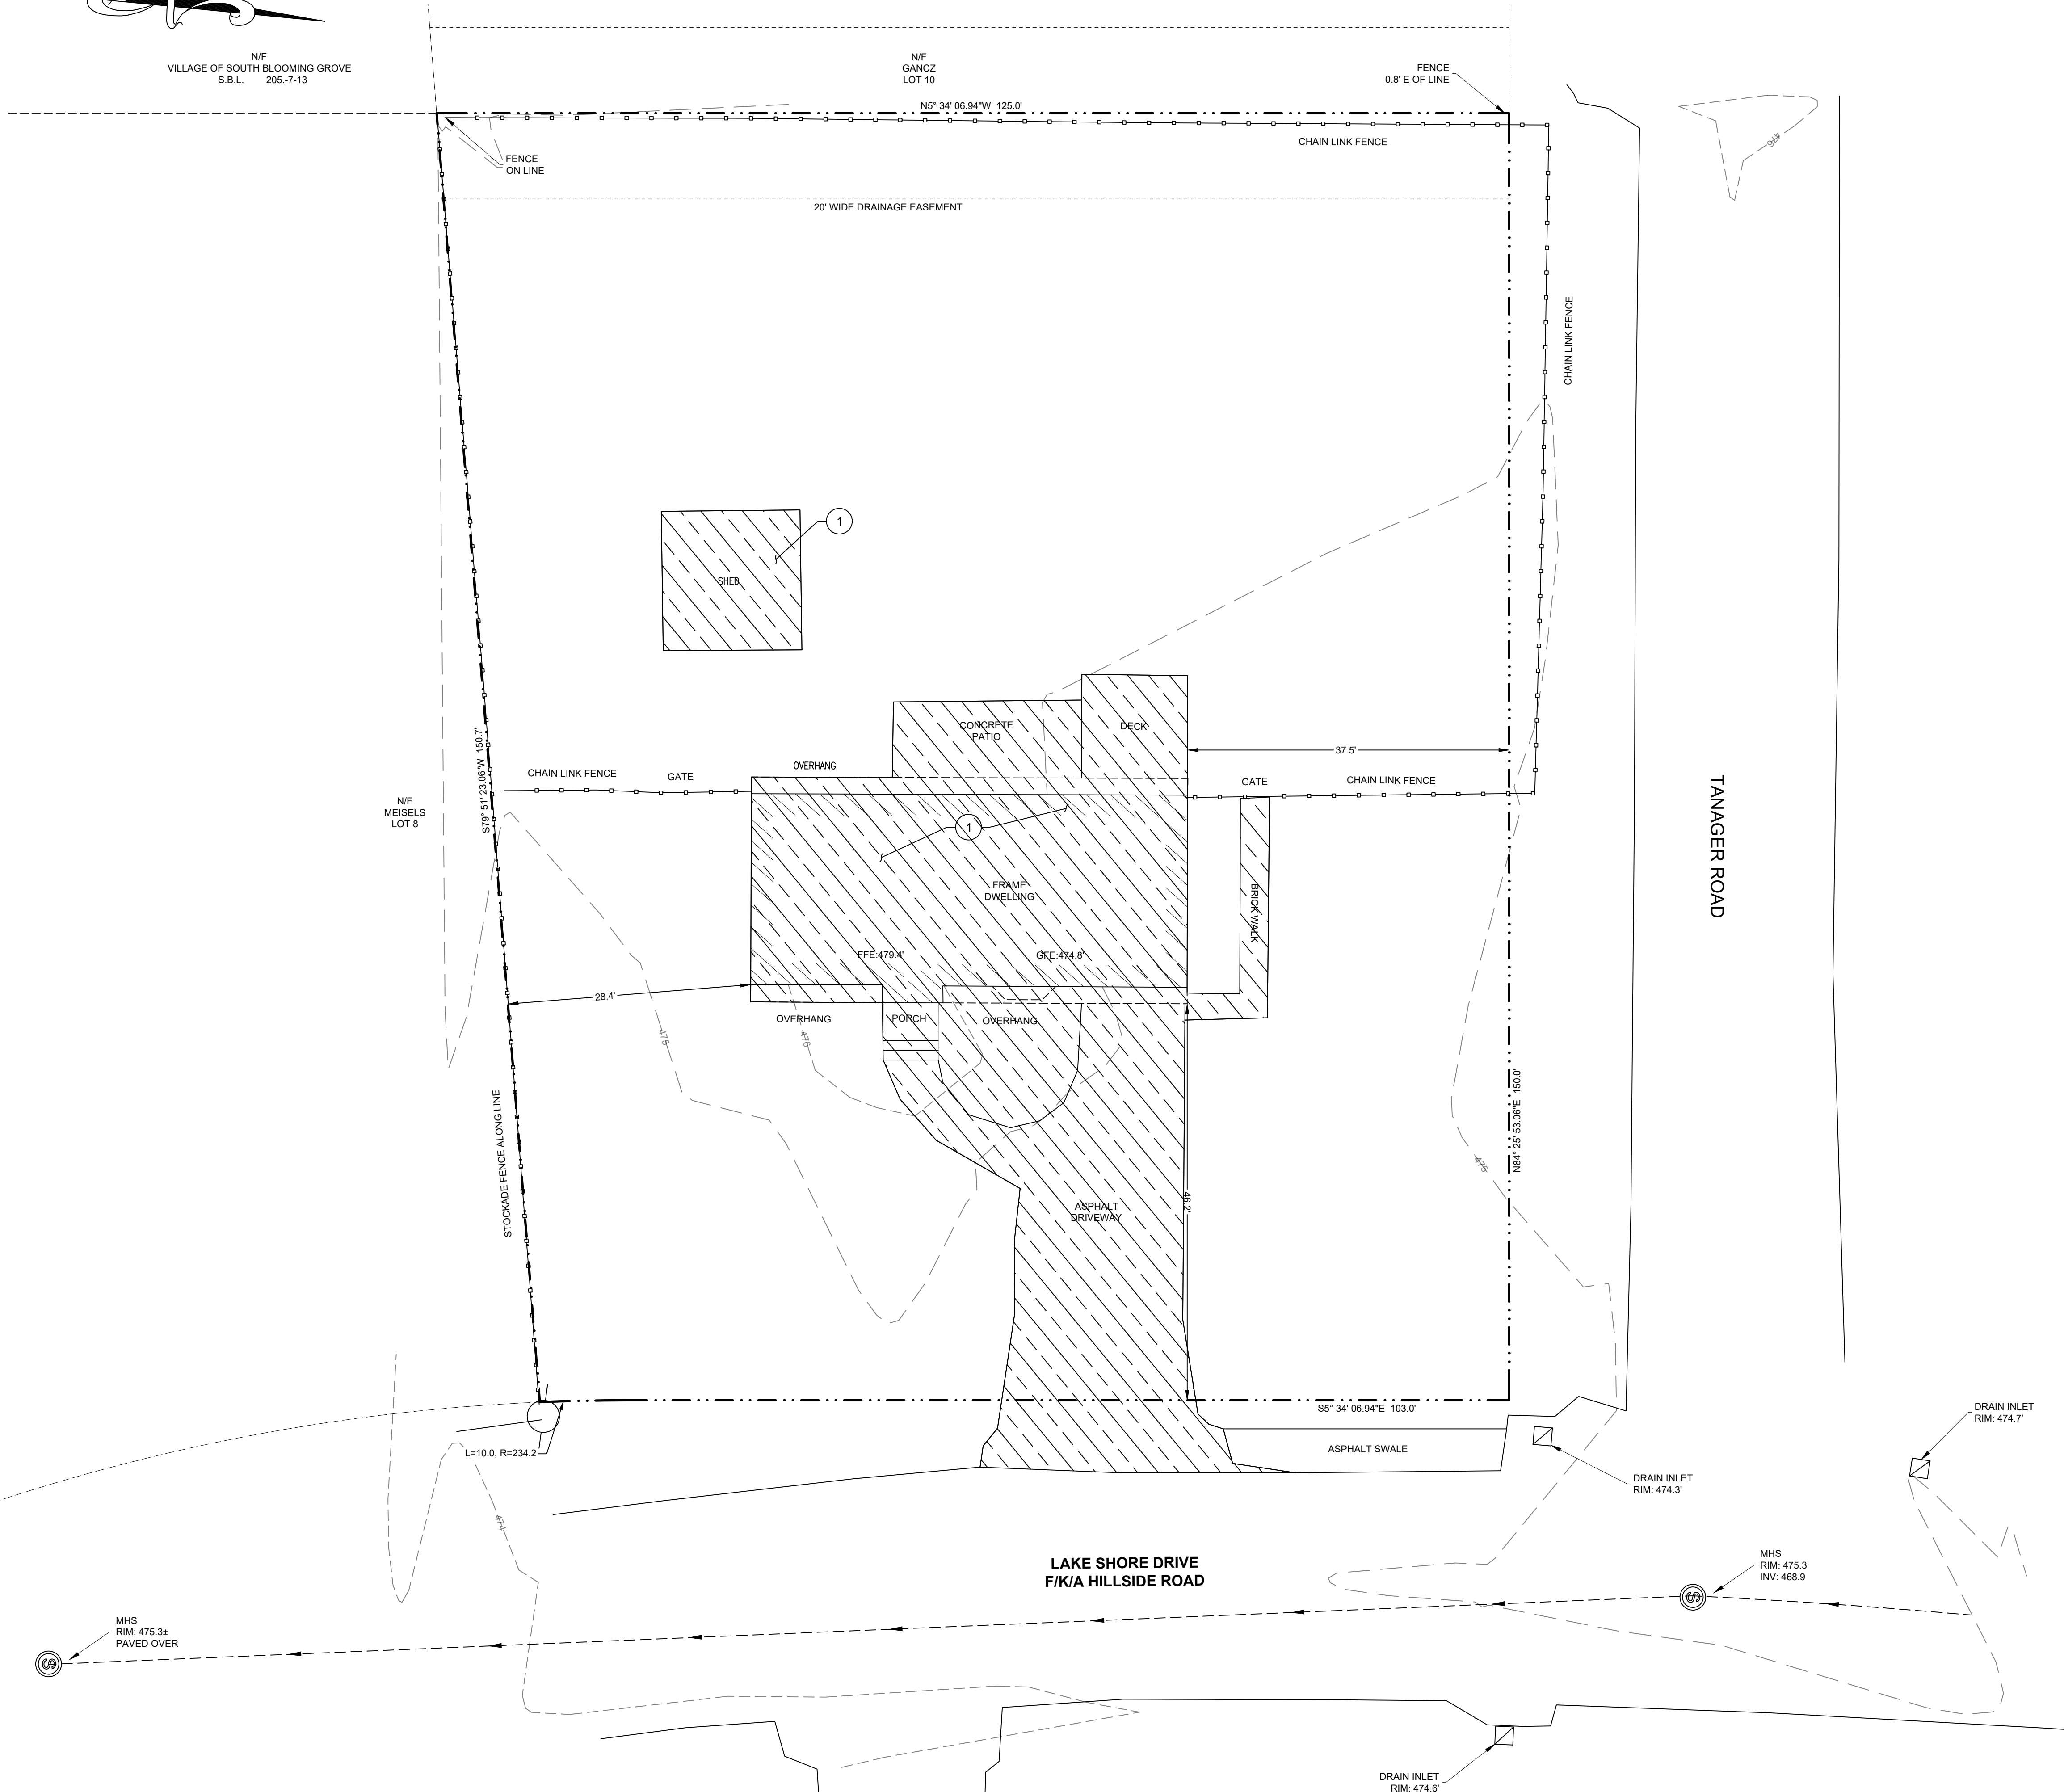 N/F
VILLAGE OF SOUTH BLOOMING GROVE
S.B.L. 205.-7-13
N/F
GANCZ
LOT 10
FENCE
0.8' E OF LINE
N5° 34' 06.94"W 125.0'
CHAIN LINK FENCE
476
FENCE
ON LINE
20' WIDE DRAINAGE EASEMENT
CHAIN LINK FENCE
1
SHED
CONCRETE
PATIO
DECK
37.5'
S79° 51' 23.06"W 150.7'
CHAIN LINK FENCE
GATE
OVERHANG
GATE
CHAIN LINK FENCE
TANAGER ROAD
N/F
MEISELS
LOT 8
1
FRAME
DWELLING
BRICK WALK
FFE:479.4'
GFE:474.8'
28.4'
OVERHANG
PORCH
OVERHANG
475
476
STOCKADE FENCE ALONG LINE
N84° 25' 53.06"E 150.0'
475
46.2'
ASPHALT
DRIVEWAY
S5° 34' 06.94"E 103.0'
L=10.0, R=234.2
ASPHALT SWALE
DRAIN INLET
RIM: 474.7'
DRAIN INLET
RIM: 474.3'
474
LAKE SHORE DRIVE
F/K/A HILLSIDE ROAD
MHS
RIM: 475.3
INV: 468.9
S
MHS
RIM: 475.3±
PAVED OVER
S
DRAIN INLET
RIM: 474.6'